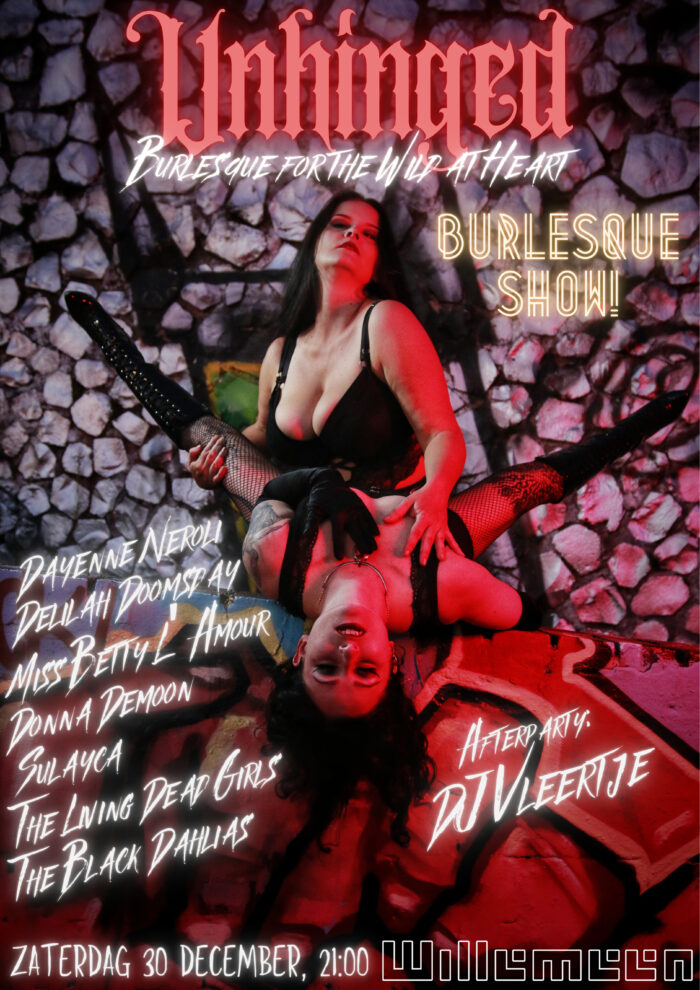 Unhinged
Burlesque for the Wild at Heart
BURLESQUE
SHOW!
Dayenne Neroli
Delilah Doomsday
Miss Betty L' Amour
Donna Demoon
Sulayca
The Living Dead Girls
The Black Dahlias
Afterparty:
DJ Vleertje
ZATERDAG 30 DECEMBER, 21:00
Willemeen